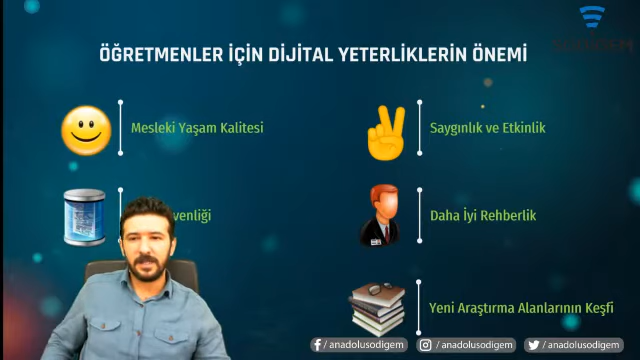 ÖĞRETMENLER İÇİN DİJİTAL YETERLİKLERİN ÖNEMİ
Mesleki Yaşam Kalitesi
Saygınlık ve Etkinlik
Daha İyi Rehberlik
Yeni Araştırma Alanlarının Keşfi
/anadolusodigem
/anadolusodigem
/anadolusodigem